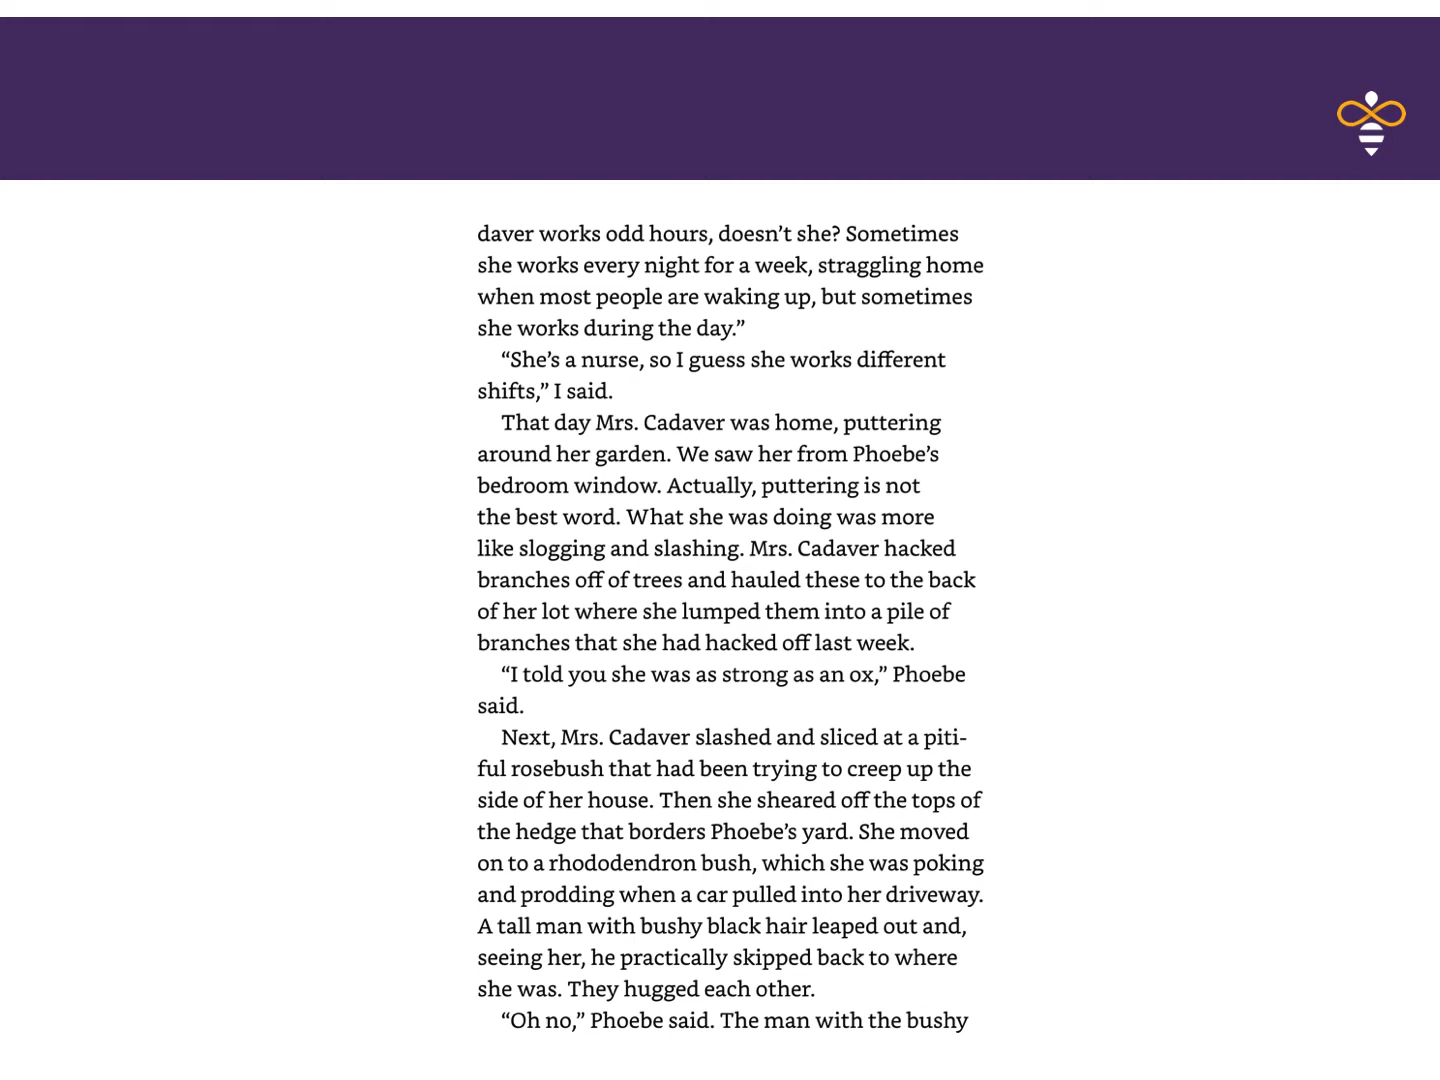 daver works odd hours, doesn’t she? Sometimes
she works every night for a week, straggling home
when most people are waking up, but sometimes
she works during the day.”
“She’s a nurse, so I guess she works different
shifts,” I said.
That day Mrs. Cadaver was home, puttering
around her garden. We saw her from Phoebe’s
bedroom window. Actually, puttering is not
the best word. What she was doing was more
like slogging and slashing. Mrs. Cadaver hacked
branches off of trees and hauled these to the back
of her lot where she lumped them into a pile of
branches that she had hacked off last week.
“I told you she was as strong as an ox,” Phoebe
said.
Next, Mrs. Cadaver slashed and sliced at a piti-
ful rosebush that had been trying to creep up the
side of her house. Then she sheared off the tops of
the hedge that borders Phoebe’s yard. She moved
on to a rhododendron bush, which she was poking
and prodding when a car pulled into her driveway.
A tall man with bushy black hair leaped out and,
seeing her, he practically skipped back to where
she was. They hugged each other.
“Oh no,” Phoebe said. The man with the bushy